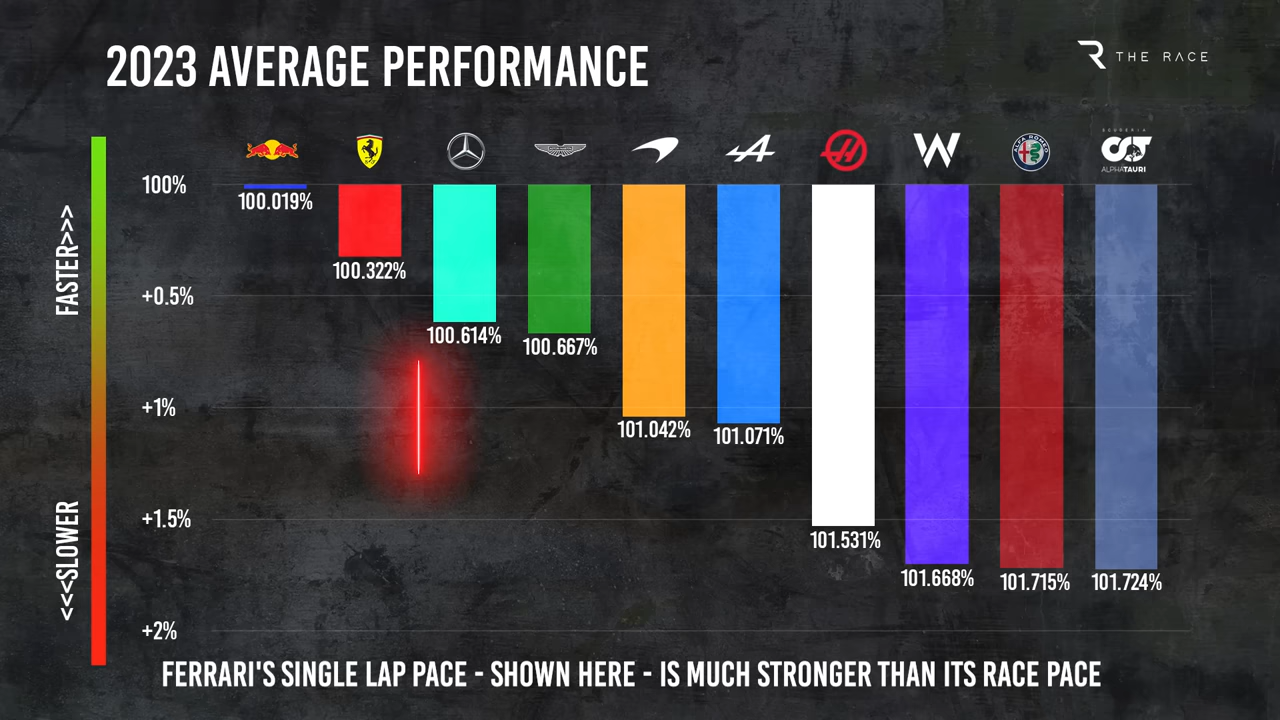 2023 AVERAGE PERFORMANCE
THE RACE
SCUDERIA
ALPHATAURI
ALFA ROMEO
100%
+0.5%
+1%
+1.5%
+2%
FASTER>>>
<<<SLOWER
100.019%
100.322%
100.614%
100.667%
101.042%
101.071%
101.531%
101.668%
101.715%
101.724%
FERRARI'S SINGLE LAP PACE - SHOWN HERE - IS MUCH STRONGER THAN ITS RACE PACE